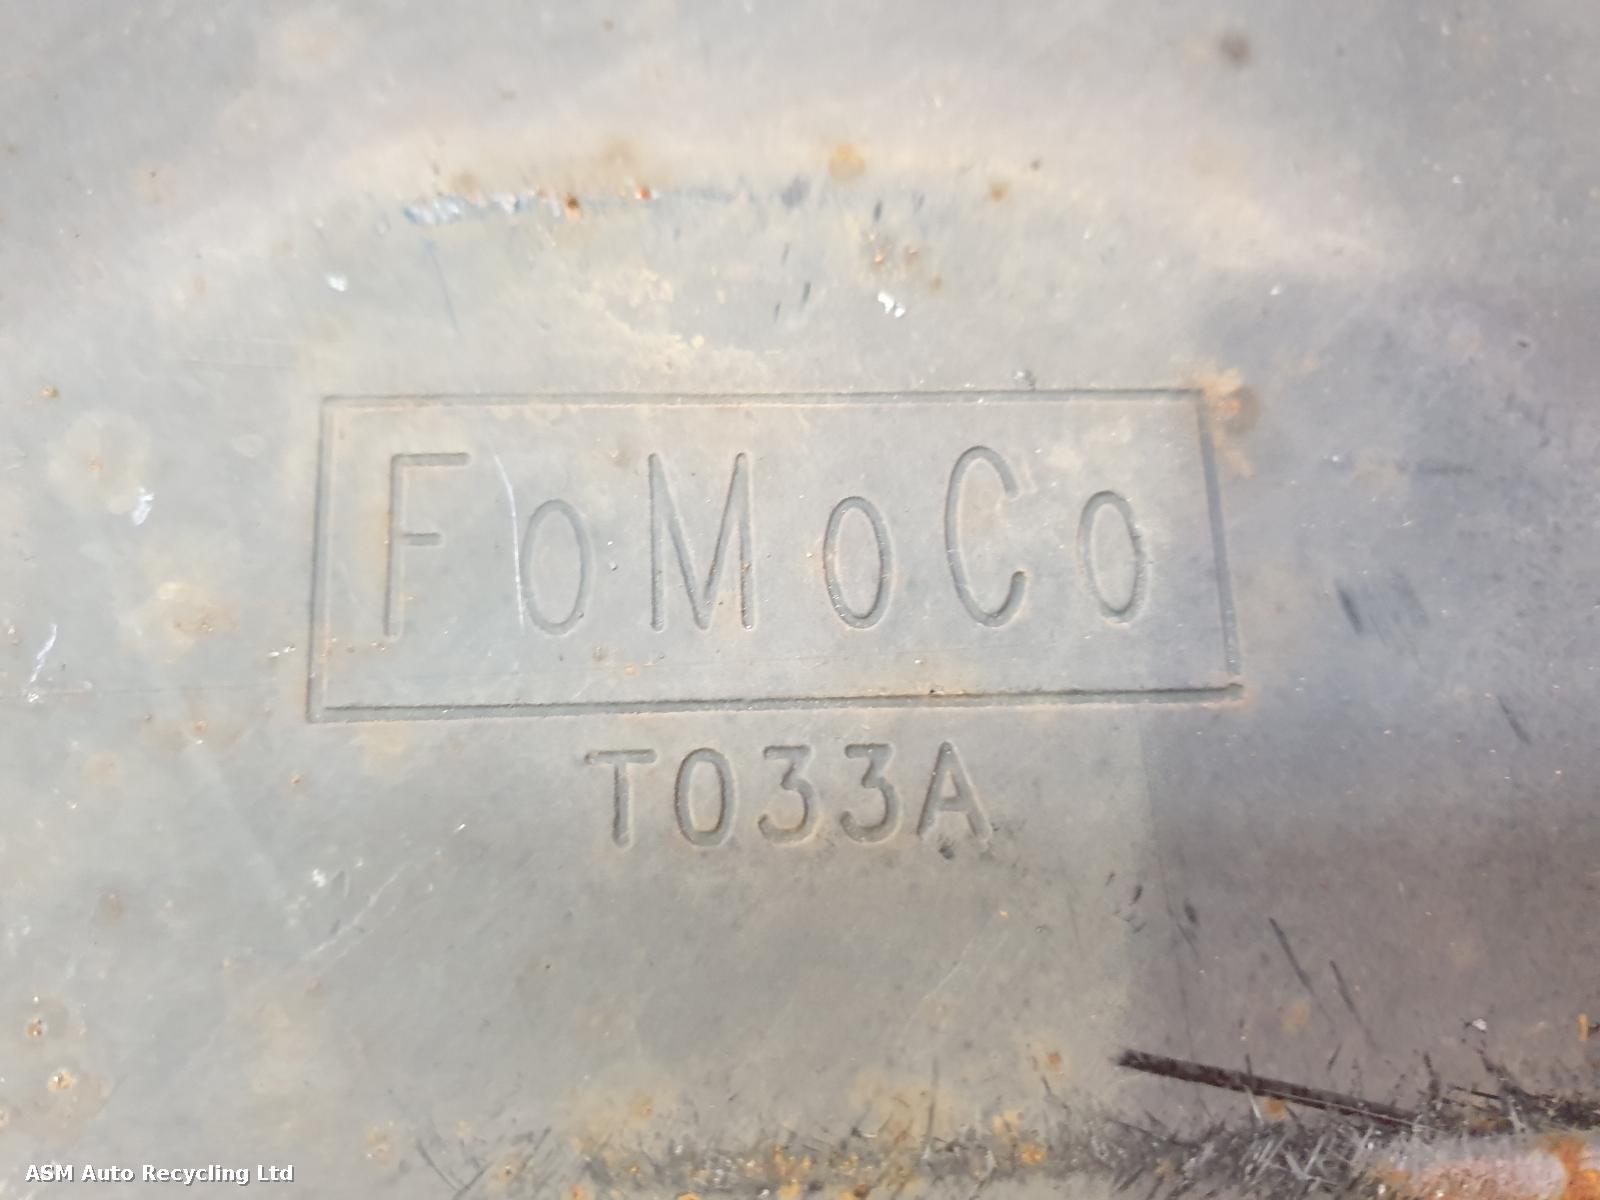 FoMoCo
T033A
ASM Auto Recycling Ltd